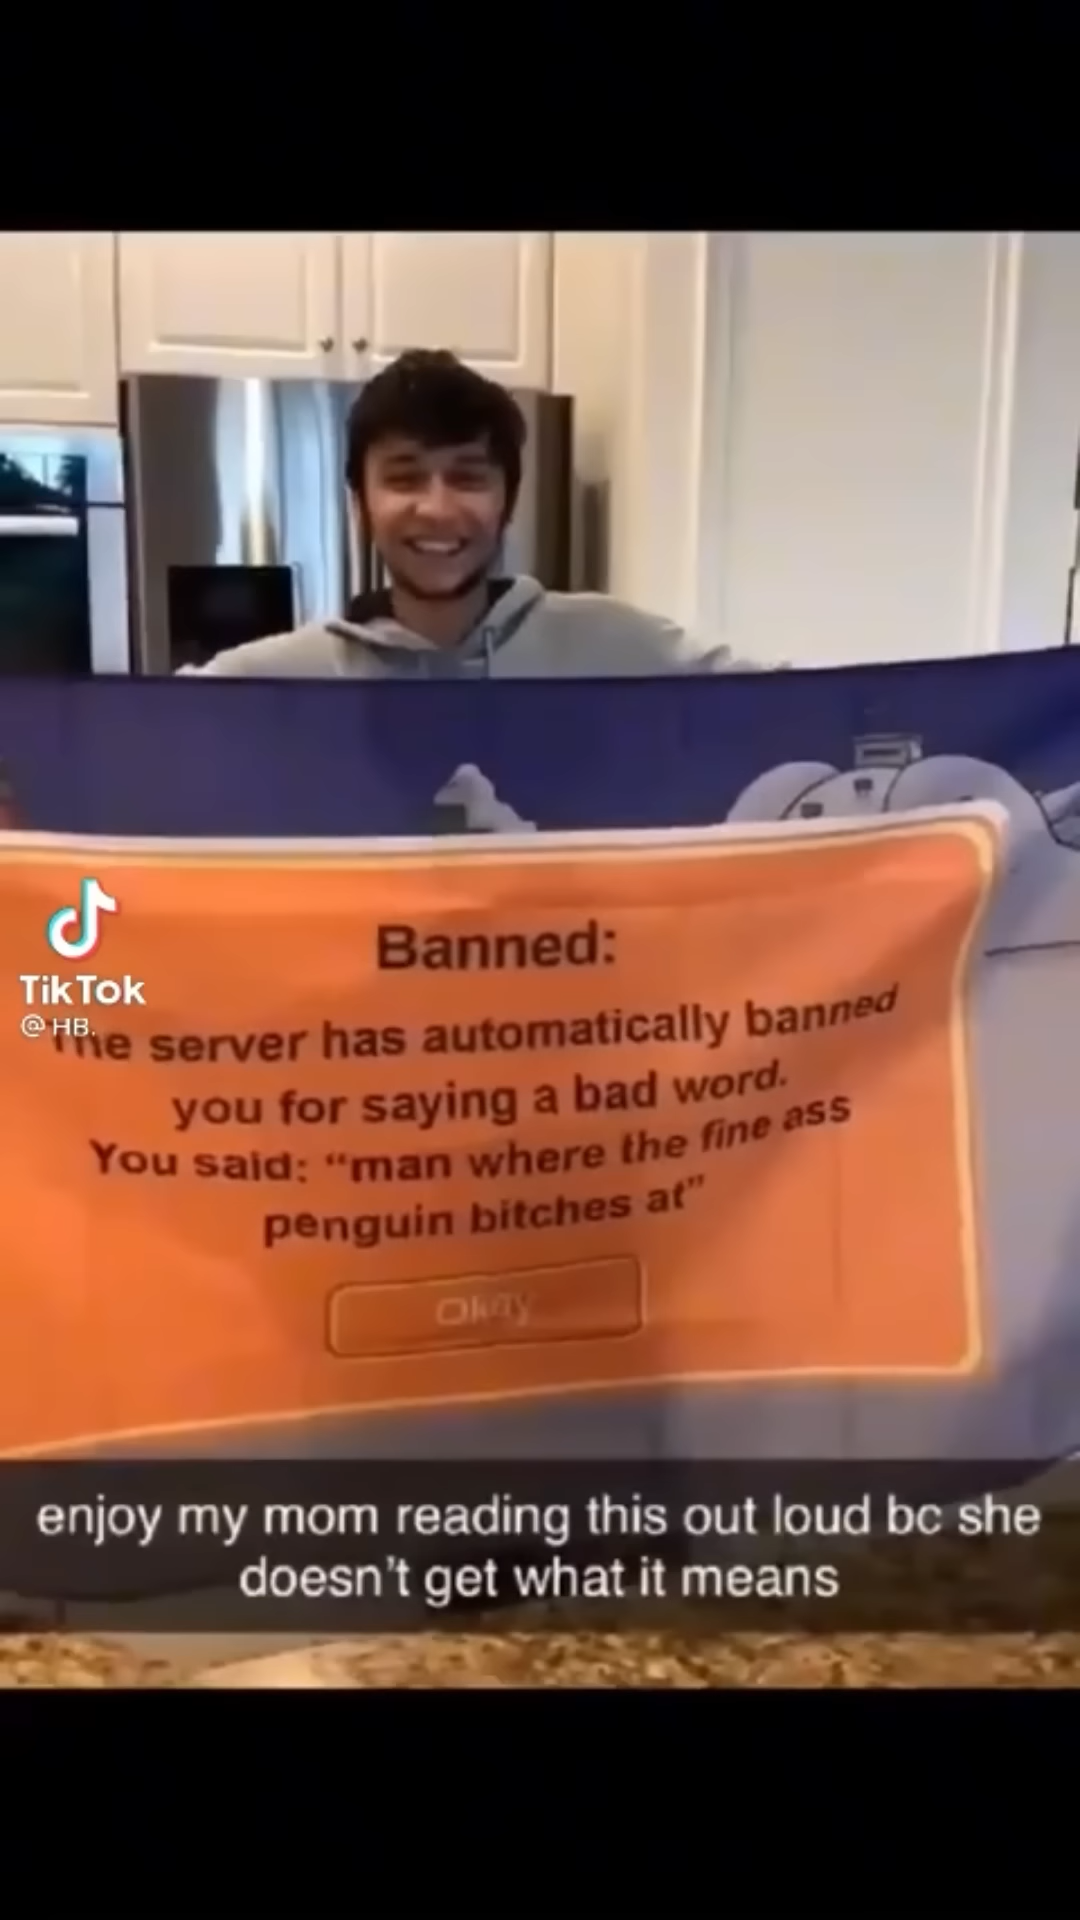 Banned:
The server has automatically banned
you for saying a bad word.
You said: “man where the fine ass
penguin bitches at”
Okay
TikTok
@ HB.
enjoy my mom reading this out loud bc she
doesn't get what it means